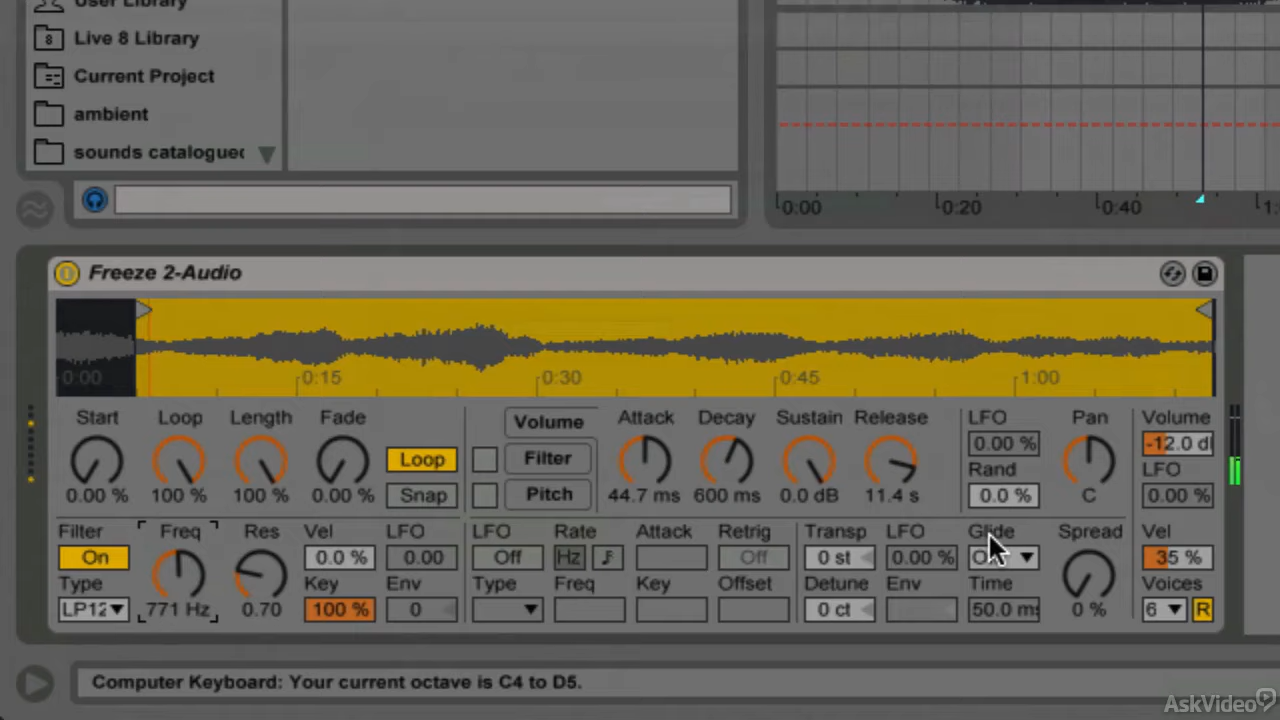 User Library
8 Live 8 Library
Current Project
ambient
sounds catalogued
0:00 0:20 0:40 1:
Freeze 2-Audio
0:00 0:15 0:30 0:45 1:00
Start Loop Length Fade Volume Attack Decay Sustain Release LFO Pan Volume
0.00 % -12.0 d
Loop Filter Rand LFO
0.00 % 100 % 100 % 0.00 % Snap Pitch 44.7 ms 600 ms 0.0 dB 11.4 s 0.0 % C 0.00 %
Filter Freq Res Vel LFO LFO Rate Attack Retrig Transp LFO Glide Spread Vel
On 0.0 % 0.00 Off Hz Off 0 st 0.00 % 35 %
Type Key Env Type Freq Key Offset Detune Env Time Voices
LP12 771 Hz 0.70 100 % 0 0 ct 50.0 ms 0 % 6 R
Computer Keyboard: Your current octave is C4 to D5.
AskVideo